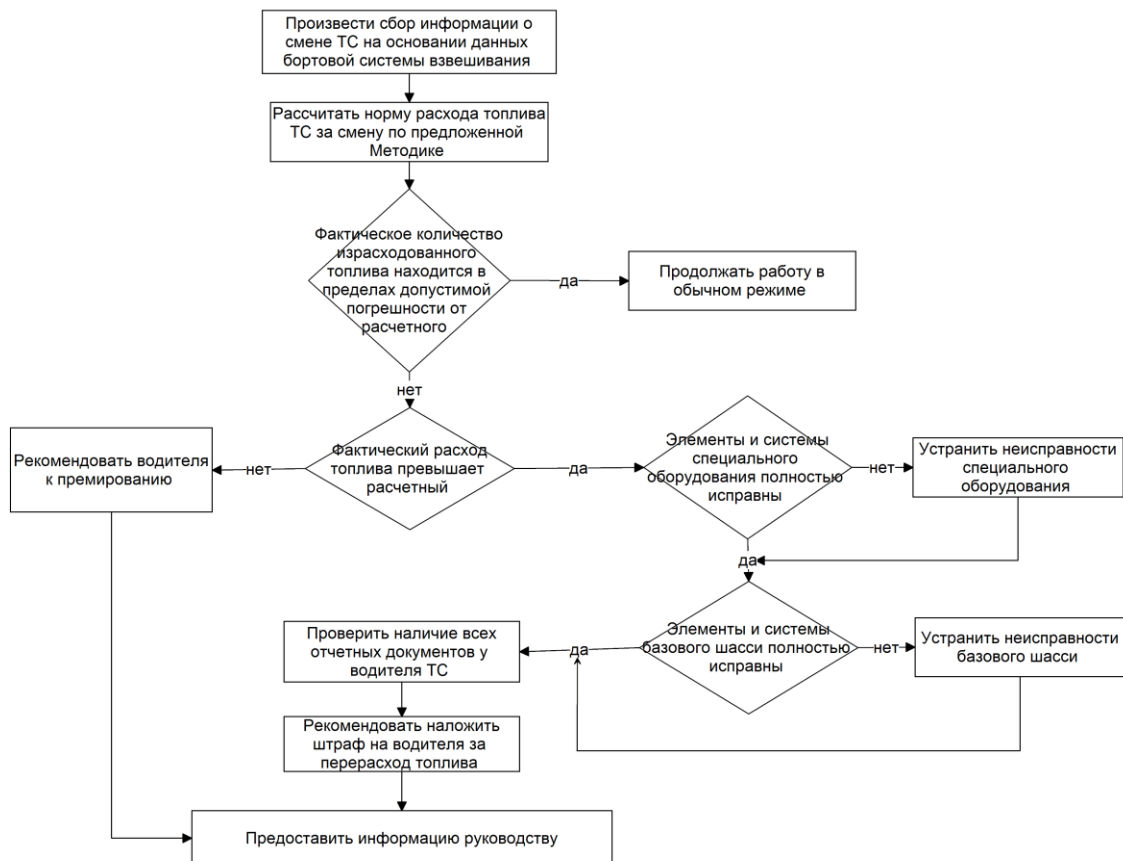 Произвести сбор информации о
смене ТС на основании данных
бортовой системы взвешивания
Рассчитать норму расхода топлива
ТС за смену по предложенной
Методике
Фактическое количество
израсходованного
топлива находится в
пределах допустимой
погрешности от
расчетного
да
Продолжать работу в
обычном режиме
нет
Рекомендовать водителя
к премированию
нет
Фактический расход
топлива превышает
расчетный
да
Элементы и системы
специального
оборудования полностью
исправны
нет
Устранить неисправности
специального
оборудования
да
Проверить наличие всех
отчетных документов у
водителя ТС
да
Элементы и системы
базового шасси полностью
исправны
нет
Устранить неисправности
базового шасси
Рекомендовать наложить
штраф на водителя за
перерасход топлива
Предоставить информацию руководству